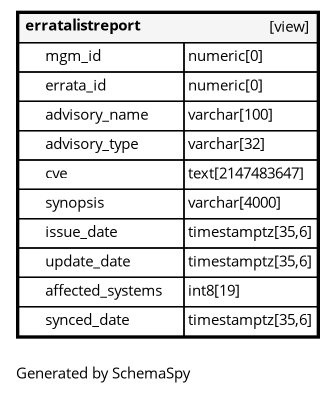 erratalistreport [view]
mgm_id numeric[0]
errata_id numeric[0]
advisory_name varchar[100]
advisory_type varchar[32]
cve text[2147483647]
synopsis varchar[4000]
issue_date timestamptz[35,6]
update_date timestamptz[35,6]
affected_systems int8[19]
synced_date timestamptz[35,6]
Generated by SchemaSpy